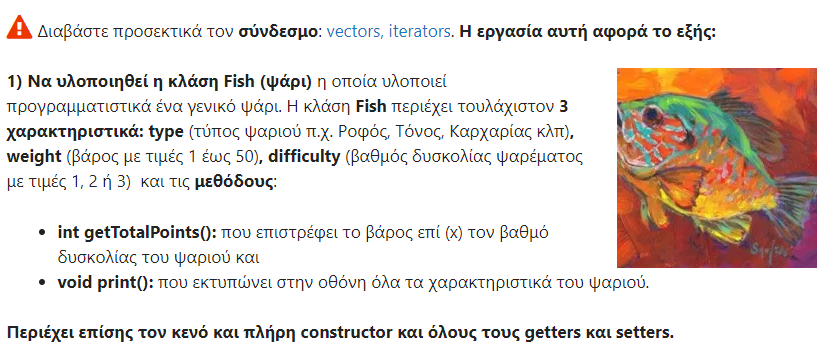 Διαβάστε προσεκτικά τον σύνδεσμο: vectors, iterators. Η εργασία αυτή αφορά το εξής:
1) Να υλοποιηθεί η κλάση Fish (ψάρι) η οποία υλοποιεί
προγραμματιστικά ένα γενικό ψάρι. Η κλάση Fish περιέχει τουλάχιστον 3
χαρακτηριστικά: type (τύπος ψαριού π.χ. Ροφός, Τόνος, Καρχαρίας κλπ),
weight (βάρος με τιμές 1 έως 50), difficulty (βαθμός δυσκολίας ψαρέματος
με τιμές 1, 2 ή 3) και τις μεθόδους:
• int getTotalPoints(): που επιστρέφει το βάρος επί (x) τον βαθμό
δυσκολίας του ψαριού και
• void print(): που εκτυπώνει στην οθόνη όλα τα χαρακτηριστικά του ψαριού.
Περιέχει επίσης τον κενό και πλήρη constructor και όλους τους getters και setters.